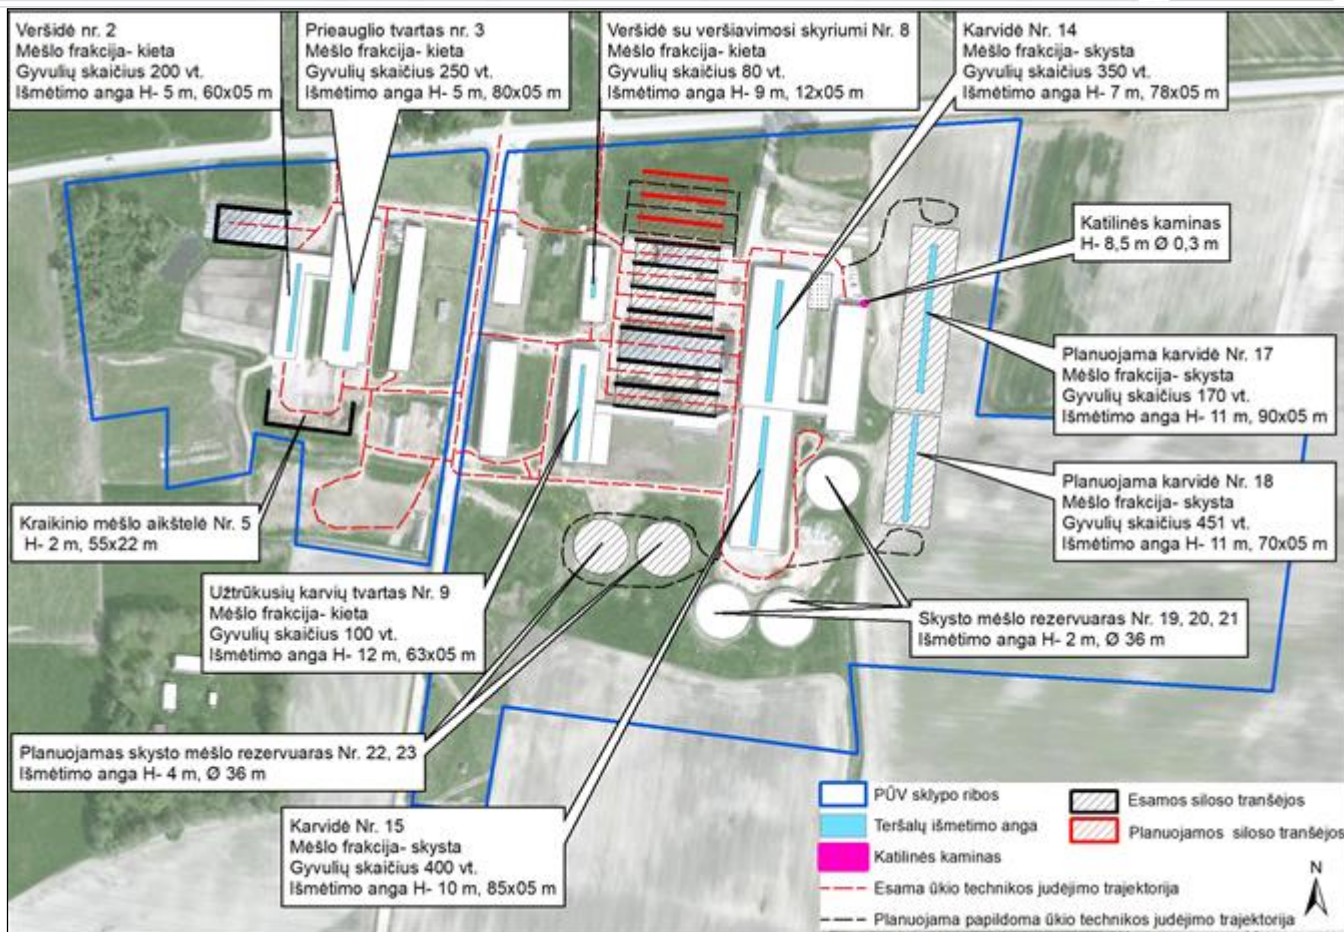 Veršidė nr. 2
Mėšlo frakcija- kieta
Gyvulių skaičius 200 vt.
Išmėtimo anga H- 5 m, 60x05 m
Prieauglio tvartas nr. 3
Mėšlo frakcija- kieta
Gyvulių skaičius 250 vt.
Išmėtimo anga H- 5 m, 80x05 m
Veršidė su veršiavimosi skyriumi Nr. 8
Mėšlo frakcija- kieta
Gyvulių skaičius 80 vt.
Išmėtimo anga H- 9 m, 12x05 m
Karvidė Nr. 14
Mėšlo frakcija- skysta
Gyvulių skaičius 350 vt.
Išmėtimo anga H- 7 m, 78x05 m
Katilinės kaminas
H- 8,5 m Ø 0,3 m
Planuojama karvidė Nr. 17
Mėšlo frakcija- skysta
Gyvulių skaičius 170 vt.
Išmėtimo anga H- 11 m, 90x05 m
Planuojama karvidė Nr. 18
Mėšlo frakcija- skysta
Gyvulių skaičius 451 vt.
Išmėtimo anga H- 11 m, 70x05 m
Kraikinio mėšlo aikštelė Nr. 5
H- 2 m, 55x22 m
Užtrūkusių karvių tvartas Nr. 9
Mėšlo frakcija- kieta
Gyvulių skaičius 100 vt.
Išmėtimo anga H- 12 m, 63x05 m
Skysto mėšlo rezervuaras Nr. 19, 20, 21
Išmėtimo anga H- 2 m, Ø 36 m
Planuojamas skysto mėšlo rezervuaras Nr. 22, 23
Išmėtimo anga H- 4 m, Ø 36 m
Karvidė Nr. 15
Mėšlo frakcija- skysta
Gyvulių skaičius 400 vt.
Išmėtimo anga H- 10 m, 85x05 m
PŪV sklypo ribos
Teršalų išmetimo anga
Katilinės kaminas
Esamos siloso tranšėjos
Planuojamos siloso tranšėjos
Esama ūkio technikos judėjimo trajektorija
Planuojama papildoma ūkio technikos judėjimo trajektorija
N